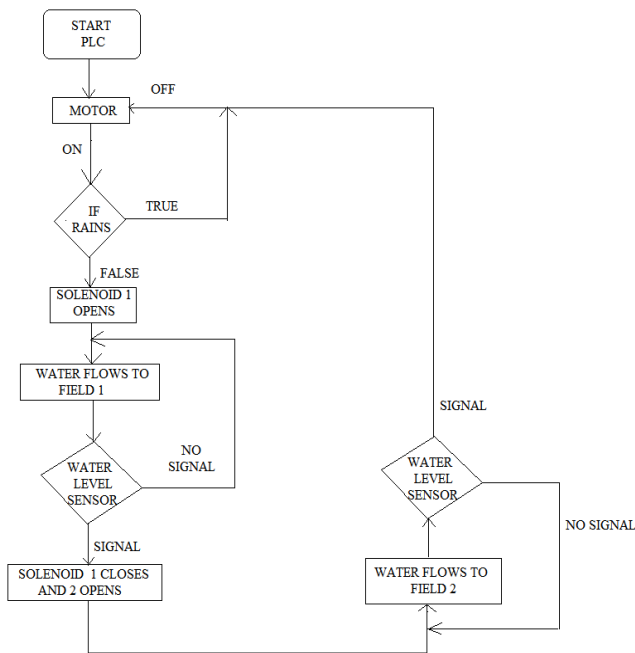 START
PLC
OFF
MOTOR
ON
IF
RAINS
TRUE
FALSE
SOLENOID 1
OPENS
WATER FLOWS TO
FIELD 1
NO
SIGNAL
WATER
LEVEL
SENSOR
SIGNAL
SOLENOID 1 CLOSES
AND 2 OPENS
SIGNAL
WATER
LEVEL
SENSOR
NO SIGNAL
WATER FLOWS TO
FIELD 2